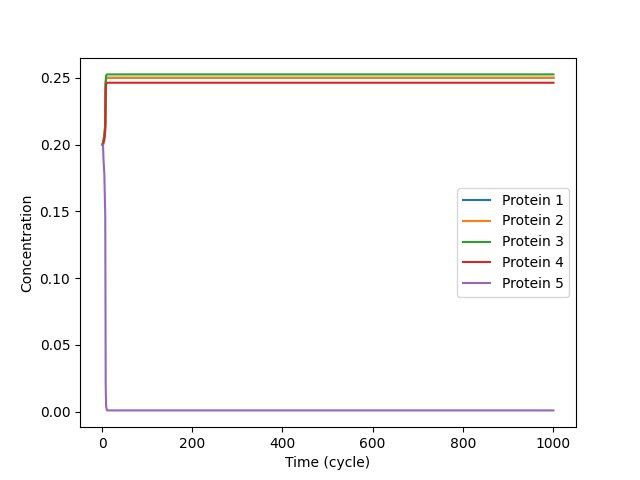 0.25
0.20
0.15
0.10
0.05
0.00
Concentration
Protein 1
Protein 2
Protein 3
Protein 4
Protein 5
0 200 400 600 800 1000
Time (cycle)